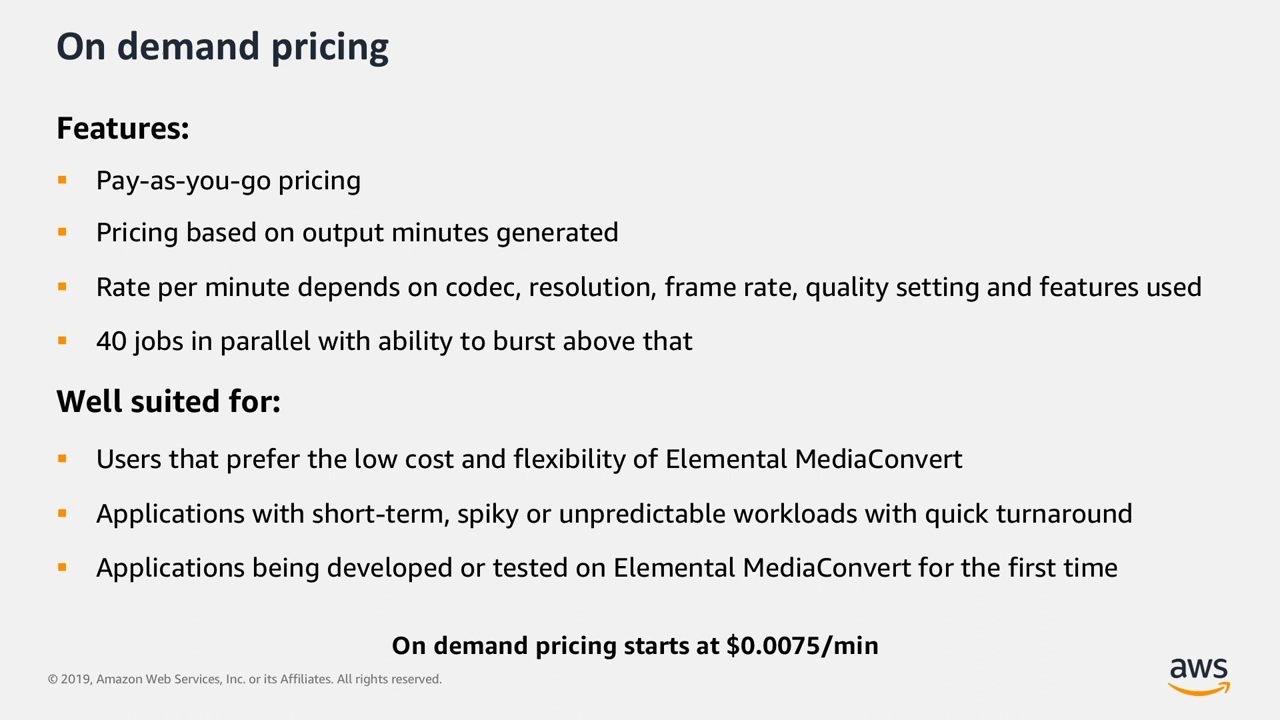 On demand pricing
Features:
▪ Pay-as-you-go pricing
▪ Pricing based on output minutes generated
▪ Rate per minute depends on codec, resolution, frame rate, quality setting and features used
▪ 40 jobs in parallel with ability to burst above that
Well suited for:
▪ Users that prefer the low cost and flexibility of Elemental MediaConvert
▪ Applications with short-term, spiky or unpredictable workloads with quick turnaround
▪ Applications being developed or tested on Elemental MediaConvert for the first time
On demand pricing starts at $0.0075/min
© 2019, Amazon Web Services, Inc. or its Affiliates. All rights reserved.
aws